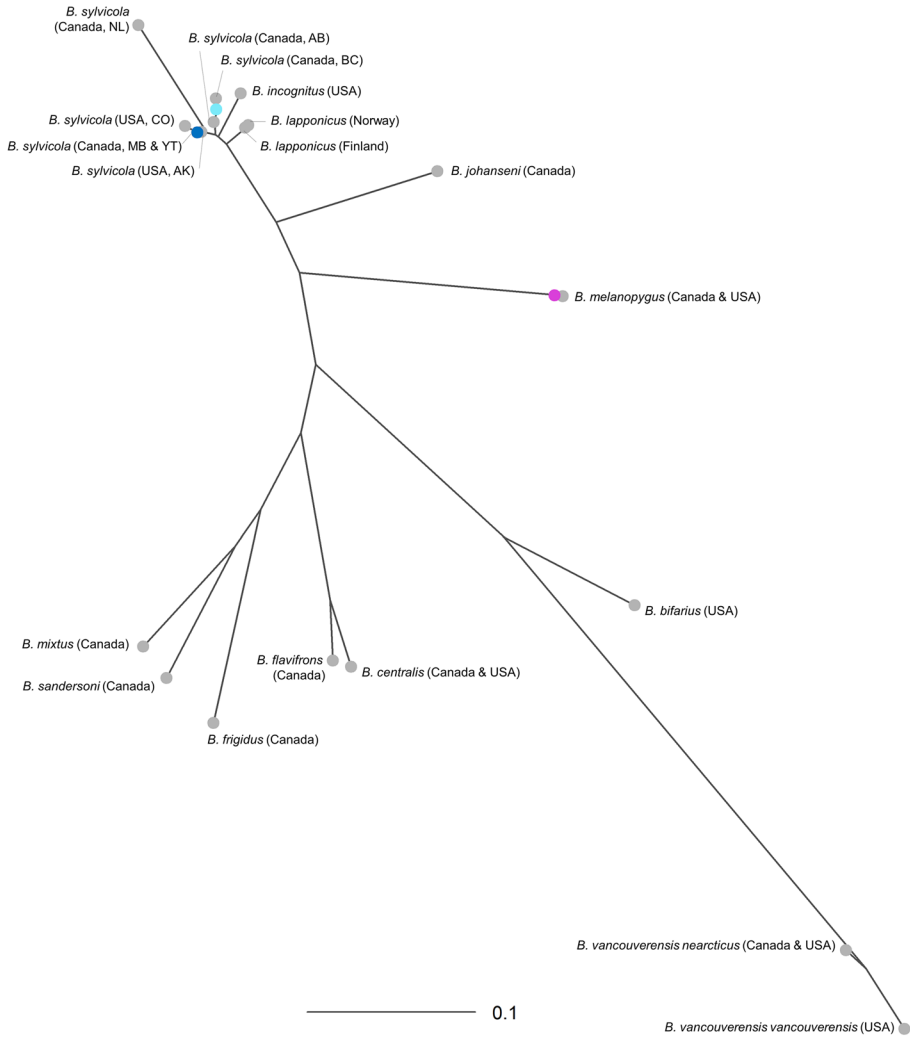 B. sylvicola
(Canada, NL)
B. sylvicola (Canada, AB)
B. sylvicola (Canada, BC)
B. incognitus (USA)
B. sylvicola (USA, CO)
B. lapponicus (Norway)
B. sylvicola (Canada, MB & YT)
B. lapponicus (Finland)
B. sylvicola (USA, AK)
B. johanseni (Canada)
B. melanopygus (Canada & USA)
B. bifarius (USA)
B. mixtus (Canada)
B. flavifrons
(Canada)
B. centralis (Canada & USA)
B. sandersoni (Canada)
B. frigidus (Canada)
B. vancouverensis nearcticus (Canada & USA)
0.1
B. vancouverensis vancouverensis (USA)